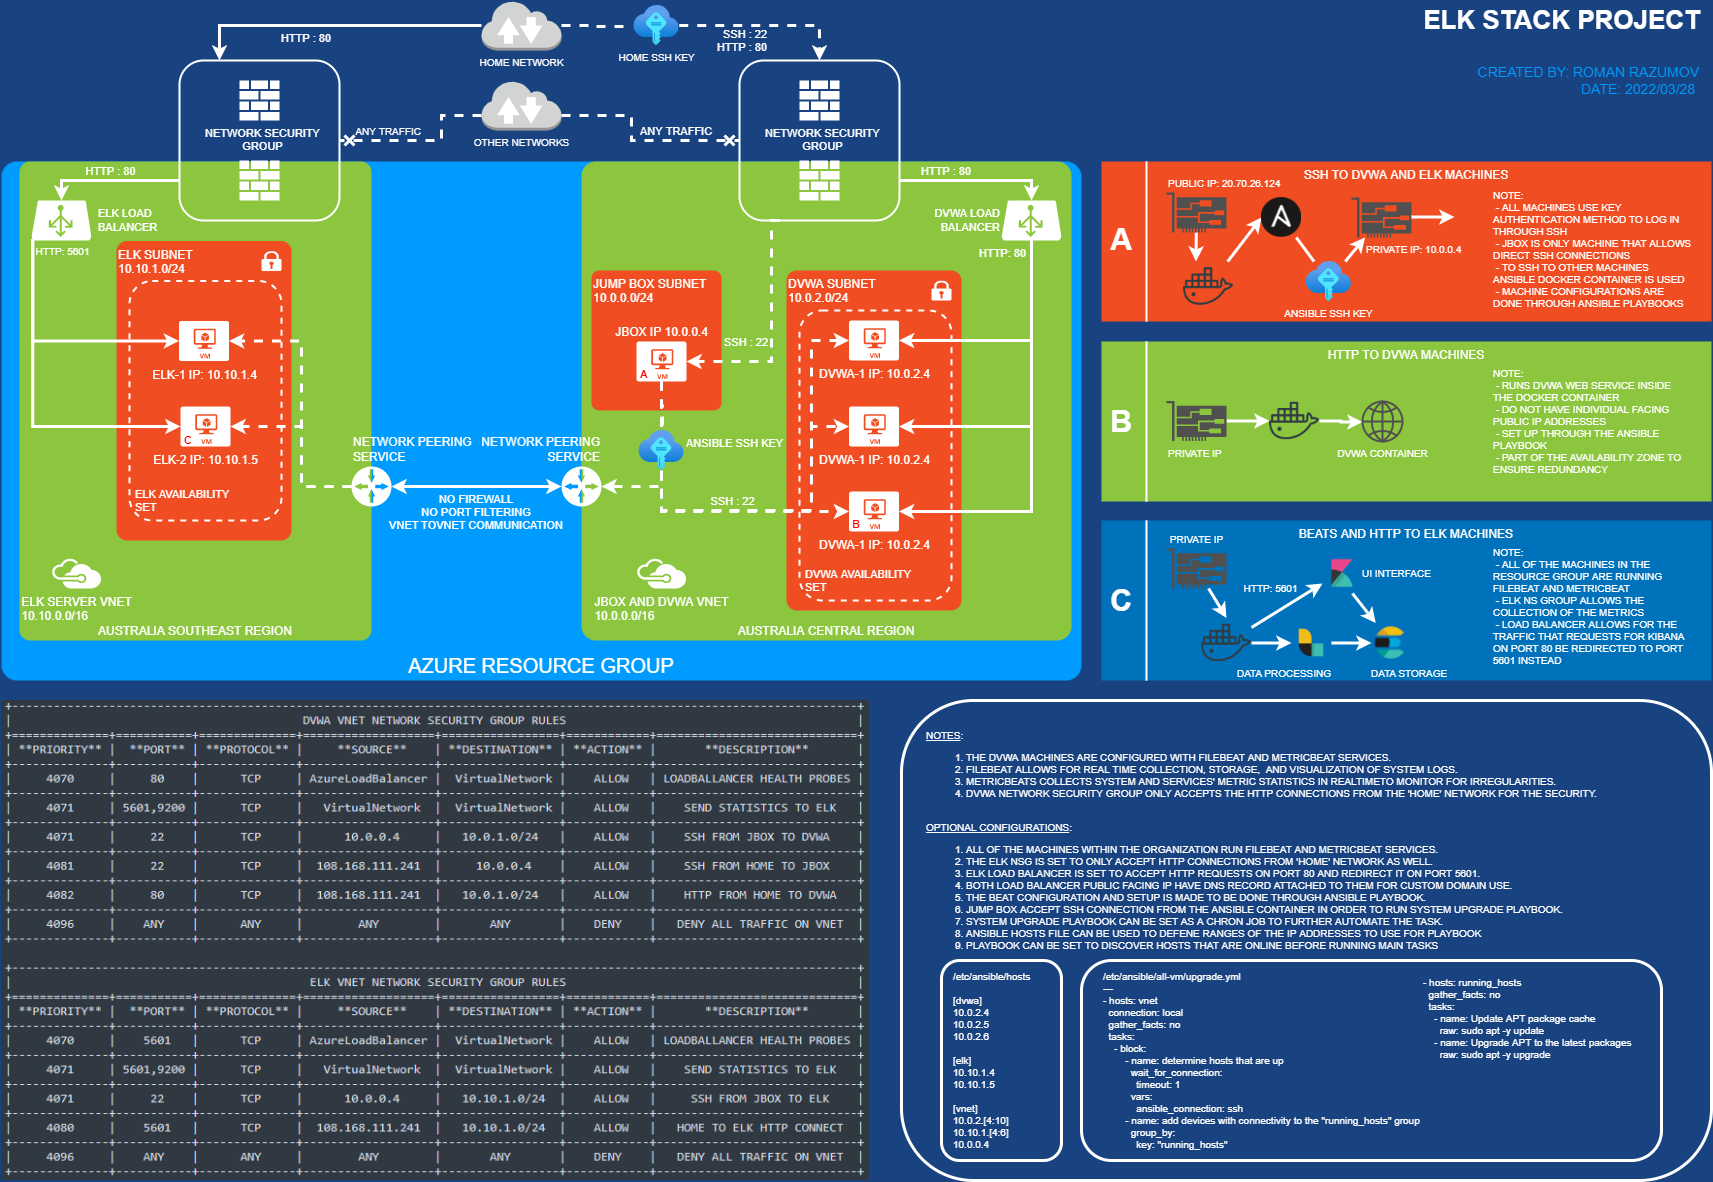 ELK STACK PROJECT
CREATED BY: ROMAN RAZUMOV
DATE: 2022/03/28
HTTP : 80
HOME NETWORK
HOME SSH KEY
SSH : 22
HTTP : 80
NETWORK SECURITY
GROUP
ANY TRAFFIC
OTHER NETWORKS
ANY TRAFFIC
NETWORK SECURITY
GROUP
HTTP : 80
ELK LOAD
BALANCER
HTTP: 5601
ELK SUBNET
10.10.1.0/24
VM
ELK-1 IP: 10.10.1.4
C
VM
ELK-2 IP: 10.10.1.5
ELK AVAILABILITY
SET
ELK SERVER VNET
10.10.0.0/16
AUSTRALIA SOUTHEAST REGION
NETWORK PEERING
SERVICE
NETWORK PEERING
SERVICE
NO FIREWALL
NO PORT FILTERING
VNET TOVNET COMMUNICATION
HTTP : 80
DVWA LOAD
BALANCER
HTTP: 80
JUMP BOX SUBNET
10.0.0.0/24
JBOX IP 10.0.0.4
A
VM
SSH : 22
ANSIBLE SSH KEY
SSH : 22
DVWA SUBNET
10.0.2.0/24
VM
DVWA-1 IP: 10.0.2.4
VM
DVWA-1 IP: 10.0.2.4
B
VM
DVWA-1 IP: 10.0.2.4
DVWA AVAILABILITY
SET
JBOX AND DVWA VNET
10.0.0.0/16
AUSTRALIA CENTRAL REGION
AZURE RESOURCE GROUP
A
SSH TO DVWA AND ELK MACHINES
PUBLIC IP: 20.70.26.124
A
PRIVATE IP: 10.0.0.4
ANSIBLE SSH KEY
NOTE:
- ALL MACHINES USE KEY
AUTHENTICATION METHOD TO LOG IN
THROUGH SSH
- JBOX IS ONLY MACHINE THAT ALLOWS
DIRECT SSH CONNECTIONS
- TO SSH TO OTHER MACHINES
ANSIBLE DOCKER CONTAINER IS USED
- MACHINE CONFIGURATIONS ARE
DONE THROUGH ANSIBLE PLAYBOOKS
B
HTTP TO DVWA MACHINES
PRIVATE IP
DVWA CONTAINER
NOTE:
- RUNS DVWA WEB SERVICE INSIDE
THE DOCKER CONTAINER
- DO NOT HAVE INDIVIDUAL FACING
PUBLIC IP ADDRESSES
- SET UP THROUGH THE ANSIBLE
PLAYBOOK
- PART OF THE AVAILABILITY ZONE TO
ENSURE REDUNDANCY
C
BEATS AND HTTP TO ELK MACHINES
PRIVATE IP
HTTP: 5601
UI INTERFACE
DATA PROCESSING
DATA STORAGE
NOTE:
- ALL OF THE MACHINES IN THE
RESOURCE GROUP ARE RUNNING
FILEBEAT AND METRICBEAT
- ELK NS GROUP ALLOWS THE
COLLECTION OF THE METRICS
- LOAD BALANCER ALLOWS FOR THE
TRAFFIC THAT REQUESTS FOR KIBANA
ON PORT 80 BE REDIRECTED TO PORT
5601 INSTEAD
DVWA VNET NETWORK SECURITY GROUP RULES
| **PRIORITY** | **PORT** | **PROTOCOL** | **SOURCE** | **DESTINATION** | **ACTION** | **DESCRIPTION** |
| 4070 | 80 | TCP | AzureLoadBalancer | VirtualNetwork | ALLOW | LOADBALLANCER HEALTH PROBES |
| 4071 | 5601,9200 | TCP | VirtualNetwork | VirtualNetwork | ALLOW | SEND STATISTICS TO ELK |
| 4071 | 22 | TCP | 10.0.0.4 | 10.0.1.0/24 | ALLOW | SSH FROM JBOX TO DVWA |
| 4081 | 22 | TCP | 108.168.111.241 | 10.0.0.4 | ALLOW | SSH FROM HOME TO JBOX |
| 4082 | 80 | TCP | 108.168.111.241 | 10.0.1.0/24 | ALLOW | HTTP FROM HOME TO DVWA |
| 4096 | ANY | ANY | ANY | ANY | DENY | DENY ALL TRAFFIC ON VNET |
ELK VNET NETWORK SECURITY GROUP RULES
| **PRIORITY** | **PORT** | **PROTOCOL** | **SOURCE** | **DESTINATION** | **ACTION** | **DESCRIPTION** |
| 4070 | 5601 | TCP | AzureLoadBalancer | VirtualNetwork | ALLOW | LOADBALLANCER HEALTH PROBES |
| 4071 | 5601,9200 | TCP | VirtualNetwork | VirtualNetwork | ALLOW | SEND STATISTICS TO ELK |
| 4071 | 22 | TCP | 10.0.0.4 | 10.10.1.0/24 | ALLOW | SSH FROM JBOX TO ELK |
| 4080 | 5601 | TCP | 108.168.111.241 | 10.10.1.0/24 | ALLOW | HOME TO ELK HTTP CONNECT |
| 4096 | ANY | ANY | ANY | ANY | DENY | DENY ALL TRAFFIC ON VNET |
NOTES:
1. THE DVWA MACHINES ARE CONFIGURED WITH FILEBEAT AND METRICBEAT SERVICES.
2. FILEBEAT ALLOWS FOR REAL TIME COLLECTION, STORAGE, AND VISUALIZATION OF SYSTEM LOGS.
3. METRICBEATS COLLECTS SYSTEM AND SERVICES' METRIC STATISTICS IN REALTIMETO MONITOR FOR IRREGULARITIES.
4. DVWA NETWORK SECURITY GROUP ONLY ACCEPTS THE HTTP CONNECTIONS FROM THE 'HOME' NETWORK FOR THE SECURITY.
OPTIONAL CONFIGURATIONS:
1. ALL OF THE MACHINES WITHIN THE ORGANIZATION RUN FILEBEAT AND METRICBEAT SERVICES.
2. THE ELK NSG IS SET TO ONLY ACCEPT HTTP CONNECTIONS FROM 'HOME' NETWORK AS WELL.
3. ELK LOAD BALANCER IS SET TO ACCEPT HTTP REQUESTS ON PORT 80 AND REDIRECT IT ON PORT 5601.
4. BOTH LOAD BALANCER PUBLIC FACING IP HAVE DNS RECORD ATTACHED TO THEM FOR CUSTOM DOMAIN USE.
5. THE BEAT CONFIGURATION AND SETUP IS MADE TO BE DONE THROUGH ANSIBLE PLAYBOOK.
6. JUMP BOX ACCEPT SSH CONNECTION FROM THE ANSIBLE CONTAINER IN ORDER TO RUN SYSTEM UPGRADE PLAYBOOK.
7. SYSTEM UPGRADE PLAYBOOK CAN BE SET AS A CHRON JOB TO FURTHER AUTOMATE THE TASK.
8. ANSIBLE HOSTS FILE CAN BE USED TO DEFENE RANGES OF THE IP ADDRESSES TO USE FOR PLAYBOOK
9. PLAYBOOK CAN BE SET TO DISCOVER HOSTS THAT ARE ONLINE BEFORE RUNNING MAIN TASKS
/etc/ansible/hosts
[dvwa]
10.0.2.4
10.0.2.5
10.0.2.6
[elk]
10.10.1.4
10.10.1.5
[vnet]
10.0.2.[4:10]
10.10.1.[4:6]
10.0.0.4
/etc/ansible/all-vm/upgrade.yml
---
- hosts: vnet
connection: local
gather_facts: no
tasks:
- block:
- name: determine hosts that are up
wait_for_connection:
timeout: 1
vars:
ansible_connection: ssh
- name: add devices with connectivity to the "running_hosts" group
group_by:
key: "running_hosts"
- hosts: running_hosts
gather_facts: no
tasks:
- name: Update APT package cache
raw: sudo apt -y update
- name: Upgrade APT to the latest packages
raw: sudo apt -y upgrade